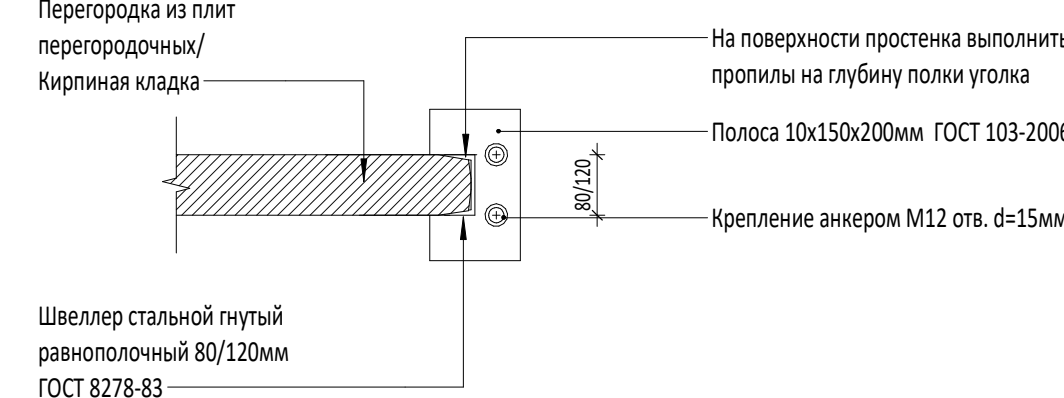 Перегородка из плит
перегородочных/
Кирпиная кладка
На поверхности простенка выполнить
пропилы на глубину полки уголка
Полоса 10х150х200мм ГОСТ 103-2006
80/120
Крепление анкером М12 отв. d=15мм
Швеллер стальной гнутый
равнополочный 80/120мм
ГОСТ 8278-83